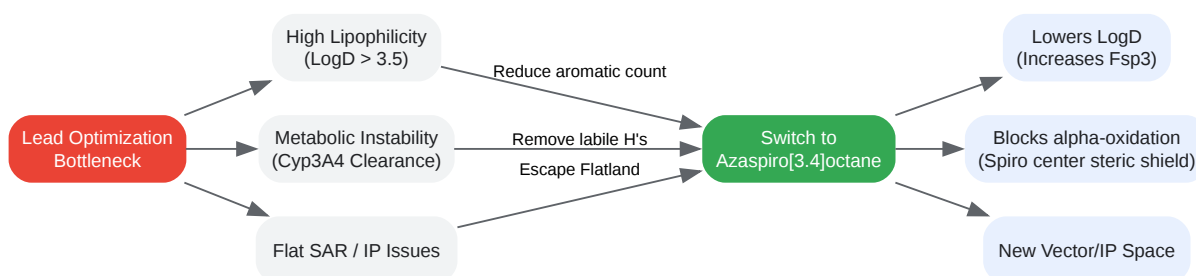 Lead Optimization
Bottleneck
High Lipophilicity
(LogD > 3.5)
Metabolic Instability
(Cyp3A4 Clearance)
Flat SAR / IP Issues
Reduce aromatic count
Remove labile H's
Escape Flatland
Switch to
Azaspiro[3.4]octane
Lowers LogD
(Increases Fsp3)
Blocks alpha-oxidation
(Spiro center steric shield)
New Vector/IP Space